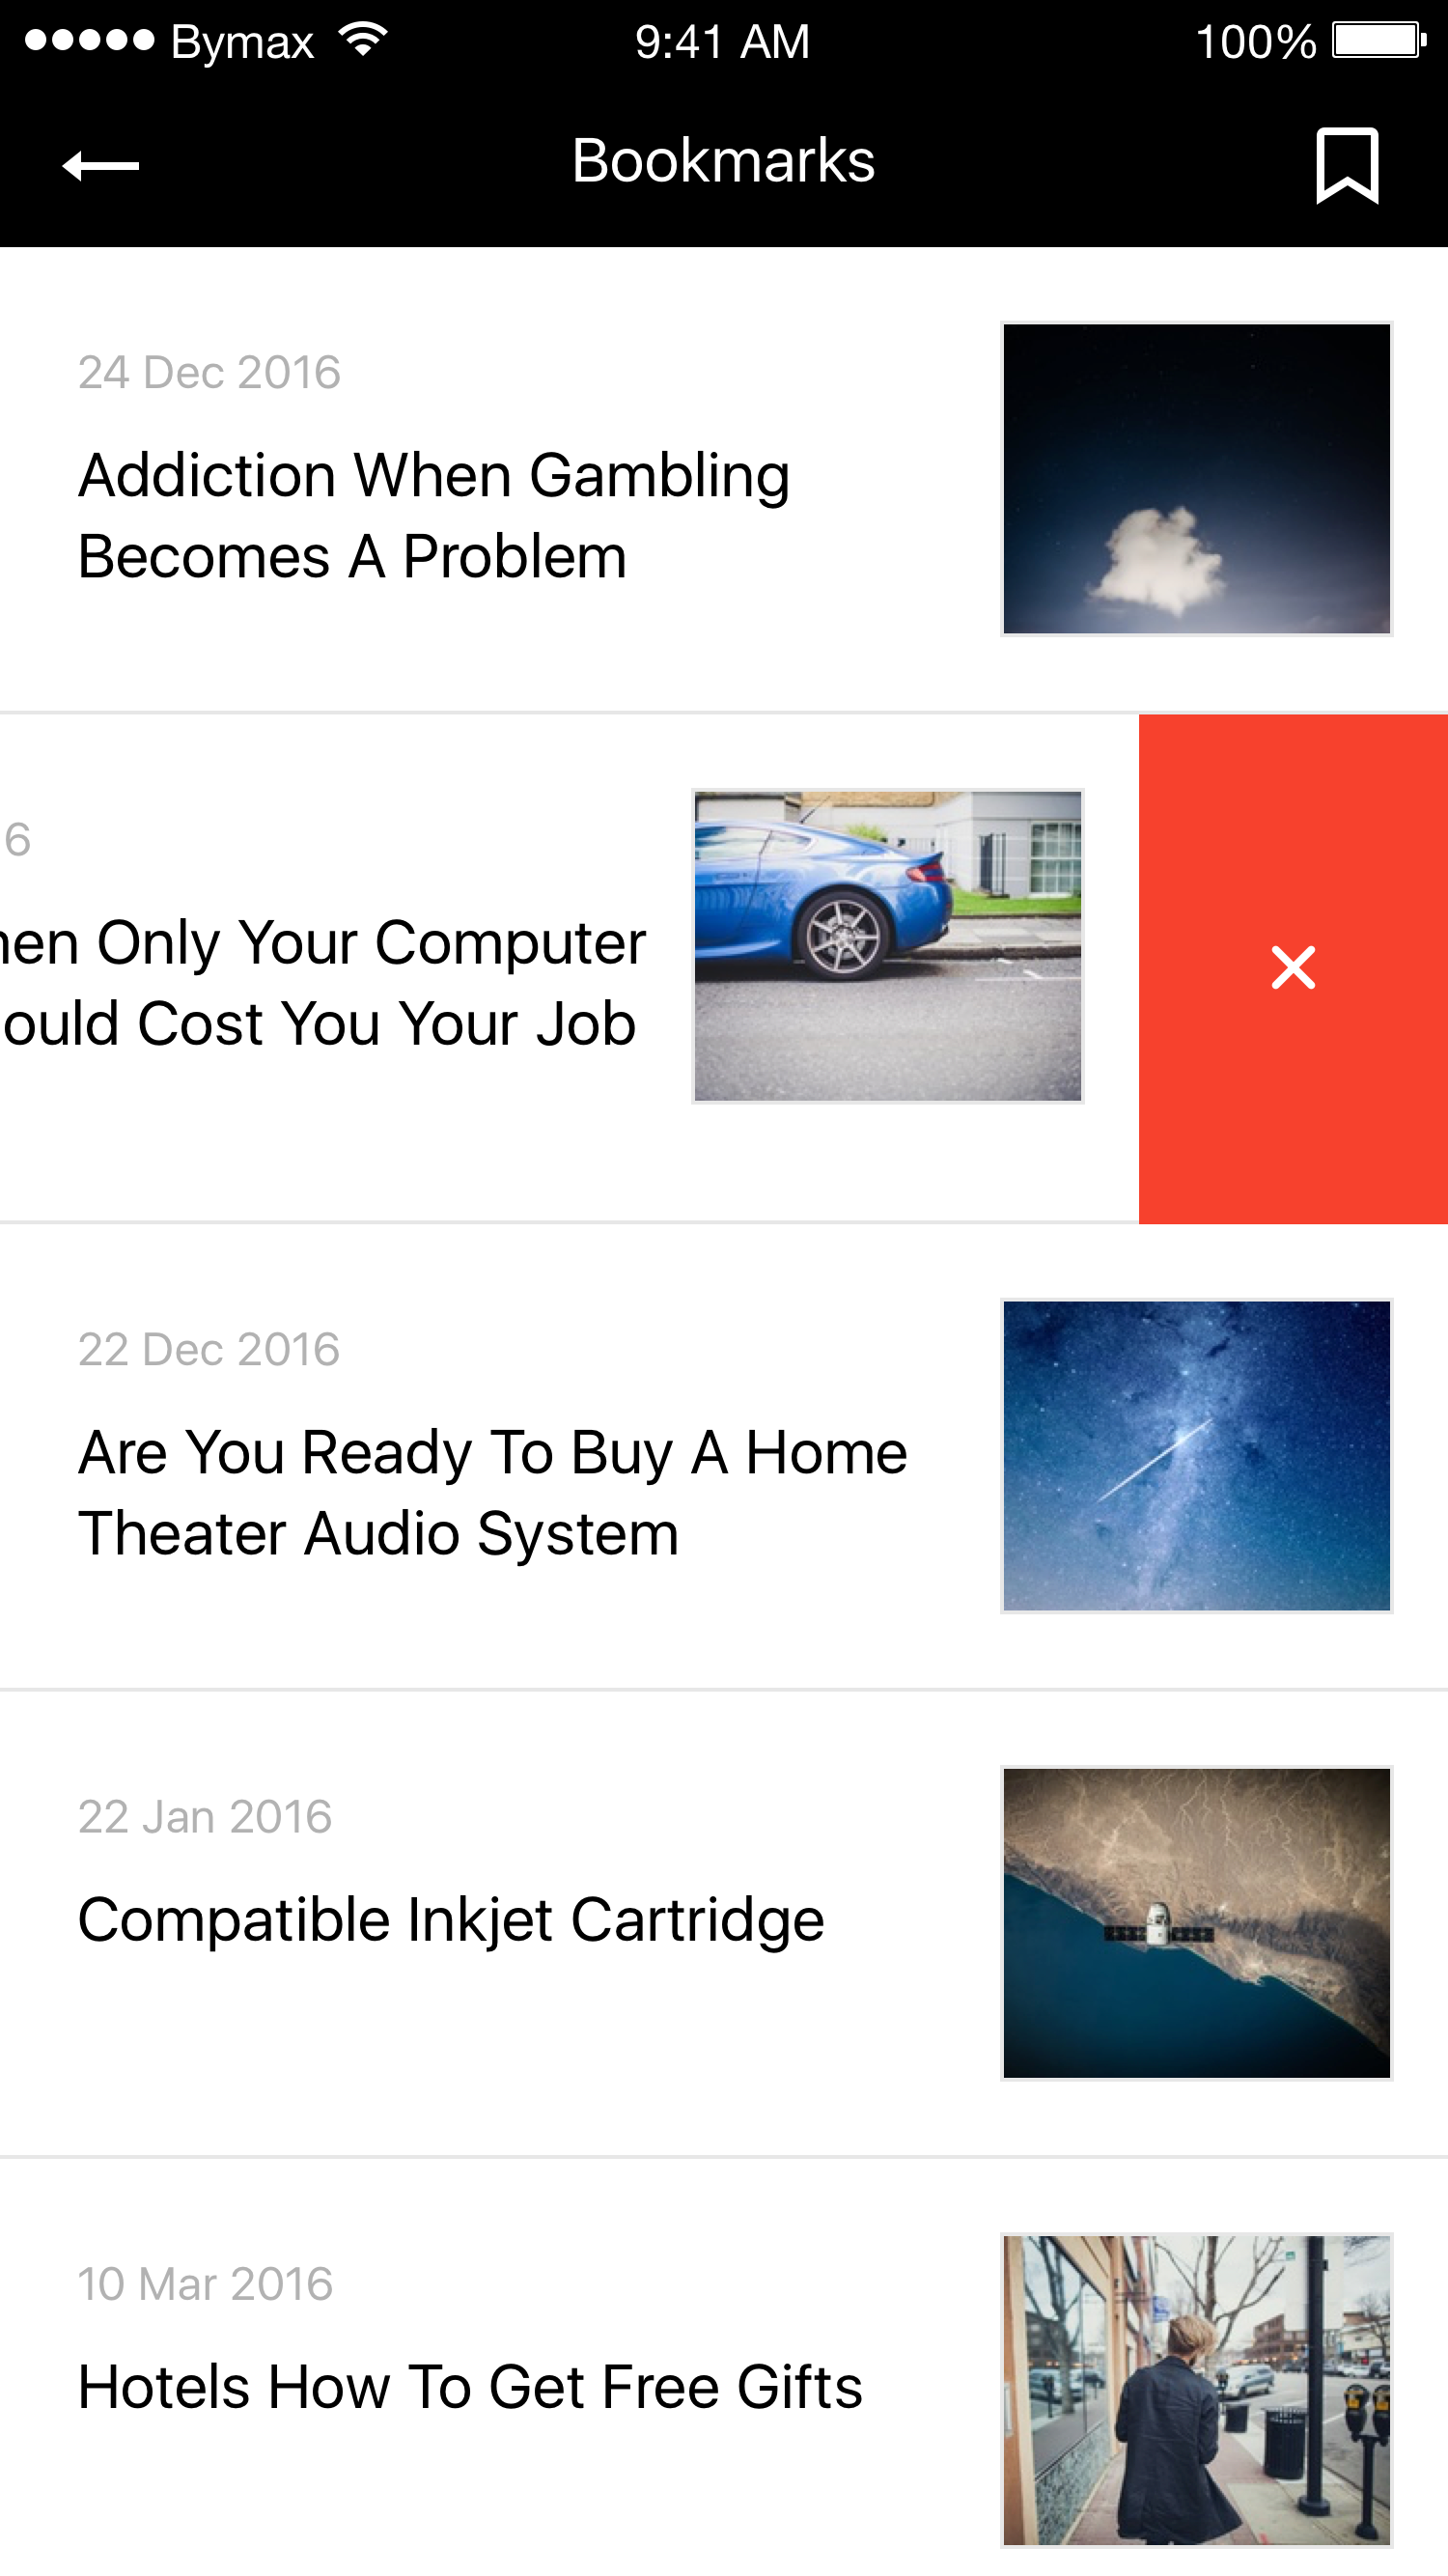 Bymax 9:41 AM 100%
Bookmarks
24 Dec 2016
Addiction When Gambling
Becomes A Problem
6
hen Only Your Computer
ould Cost You Your Job
22 Dec 2016
Are You Ready To Buy A Home
Theater Audio System
22 Jan 2016
Compatible Inkjet Cartridge
10 Mar 2016
Hotels How To Get Free Gifts